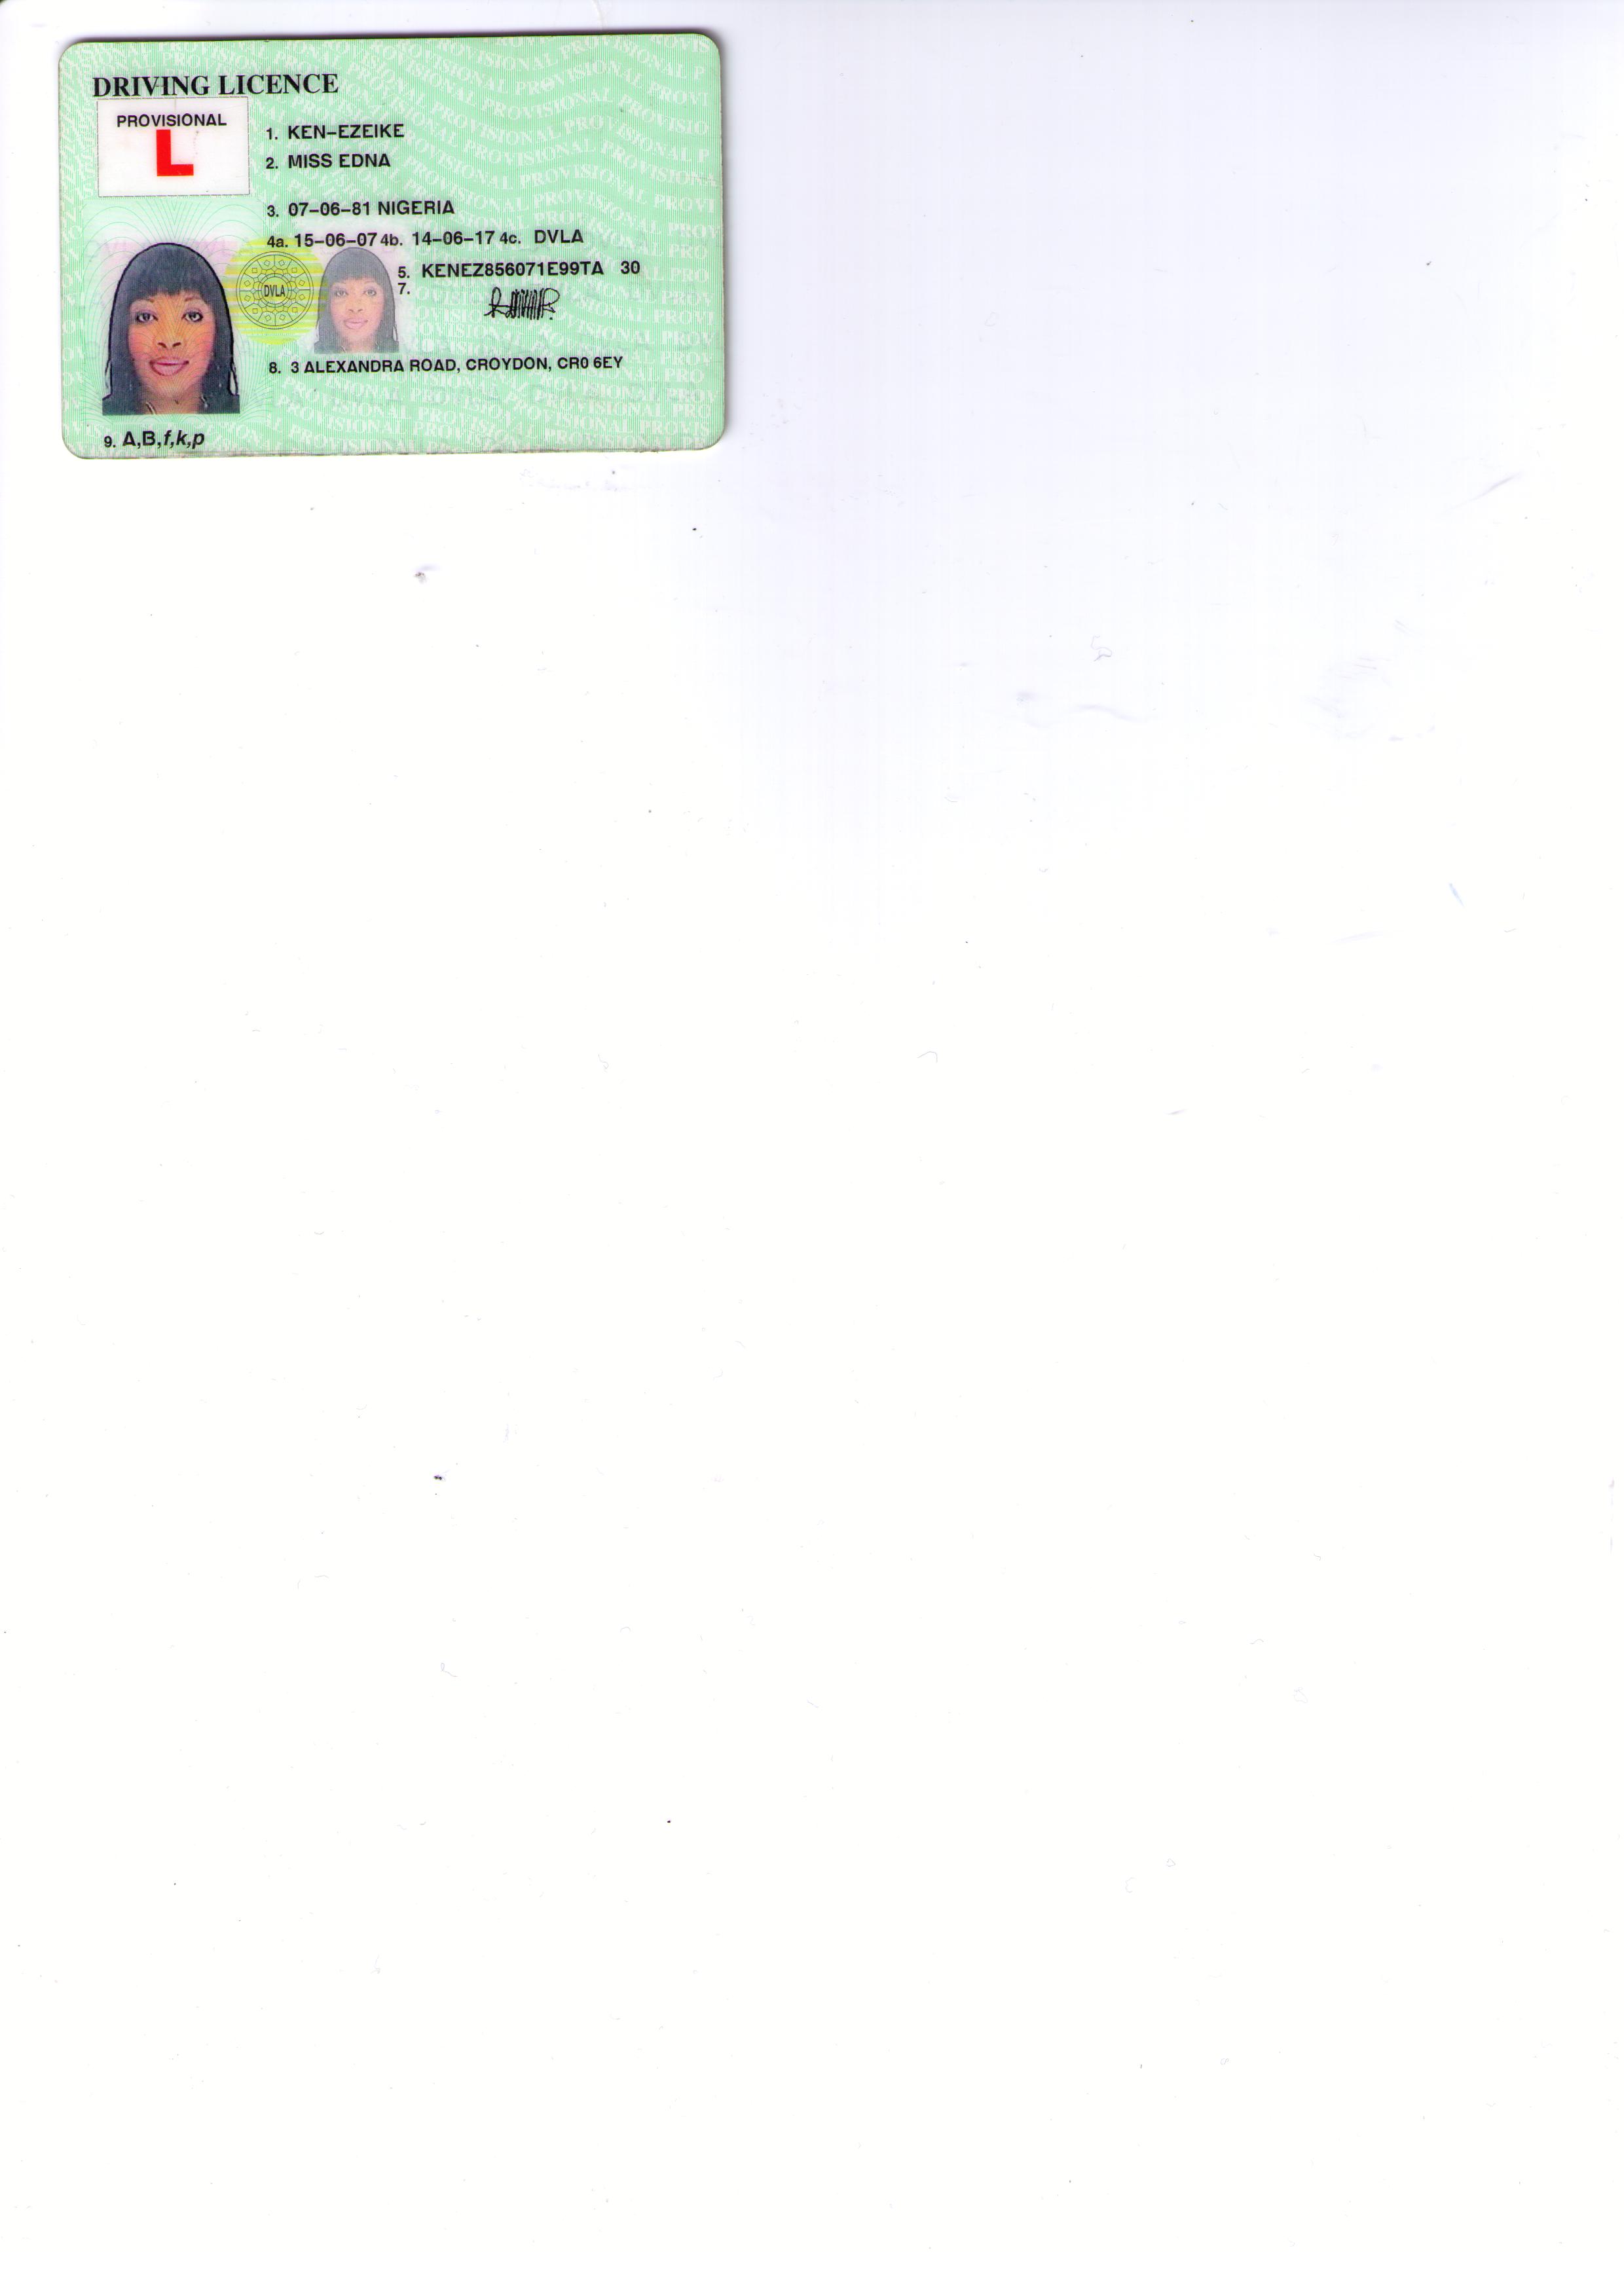 DRIVING LICENCE
PROVISIONAL
L
1. KEN-EZEIKE
2. MISS EDNA
3. 07-06-81 NIGERIA
4a. 15-06-07 4b. 14-06-17 4c. DVLA
DVLA
5. KENEZ856071E99TA 30
7.
8. 3 ALEXANDRA ROAD, CROYDON, CR0 6EY
9. A,B,f,k,p